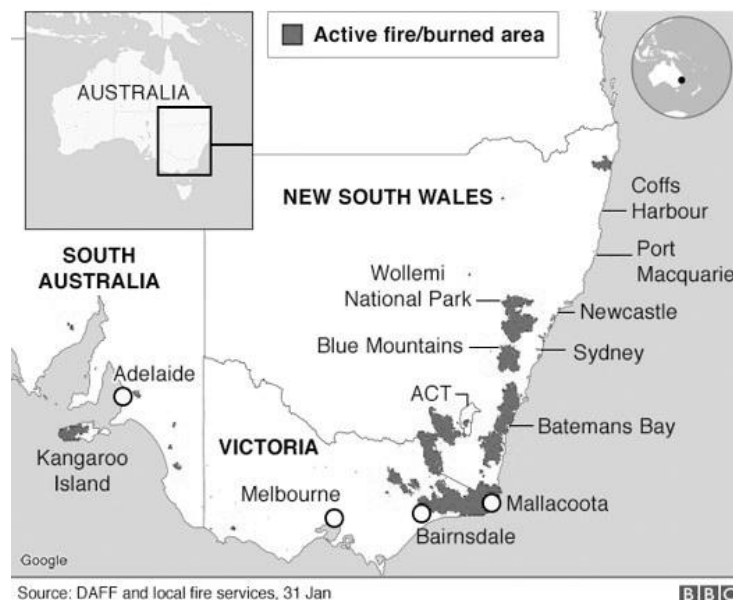 Active fire/burned area
AUSTRALIA
NEW SOUTH WALES
Coffs
Harbour
SOUTH
AUSTRALIA
Port
Macquarie
Wollemi
National Park
Newcastle
Blue Mountains
Sydney
Adelaide
ACT
Batemans Bay
Kangaroo
Island
VICTORIA
Melbourne
Mallacoota
Bairnsdale
Google
Source: DAFF and local fire services, 31 Jan
BBC